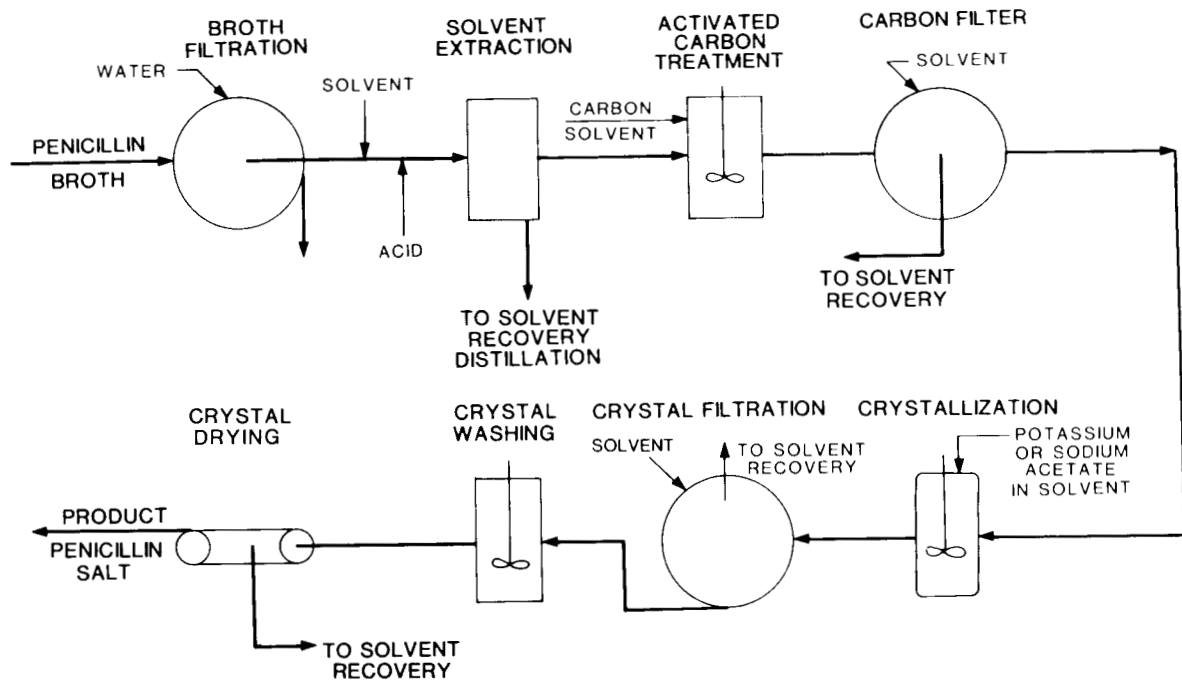 BROTH
FILTRATION
WATER
PENICILLIN
BROTH
SOLVENT
ACID
SOLVENT
EXTRACTION
TO SOLVENT
RECOVERY
DISTILLATION
ACTIVATED
CARBON
TREATMENT
CARBON
SOLVENT
CARBON FILTER
SOLVENT
TO SOLVENT
RECOVERY
CRYSTALLIZATION
POTASSIUM
OR SODIUM
ACETATE
IN SOLVENT
CRYSTAL FILTRATION
SOLVENT
TO SOLVENT
RECOVERY
CRYSTAL
WASHING
CRYSTAL
DRYING
PRODUCT
PENICILLIN
SALT
TO SOLVENT
RECOVERY